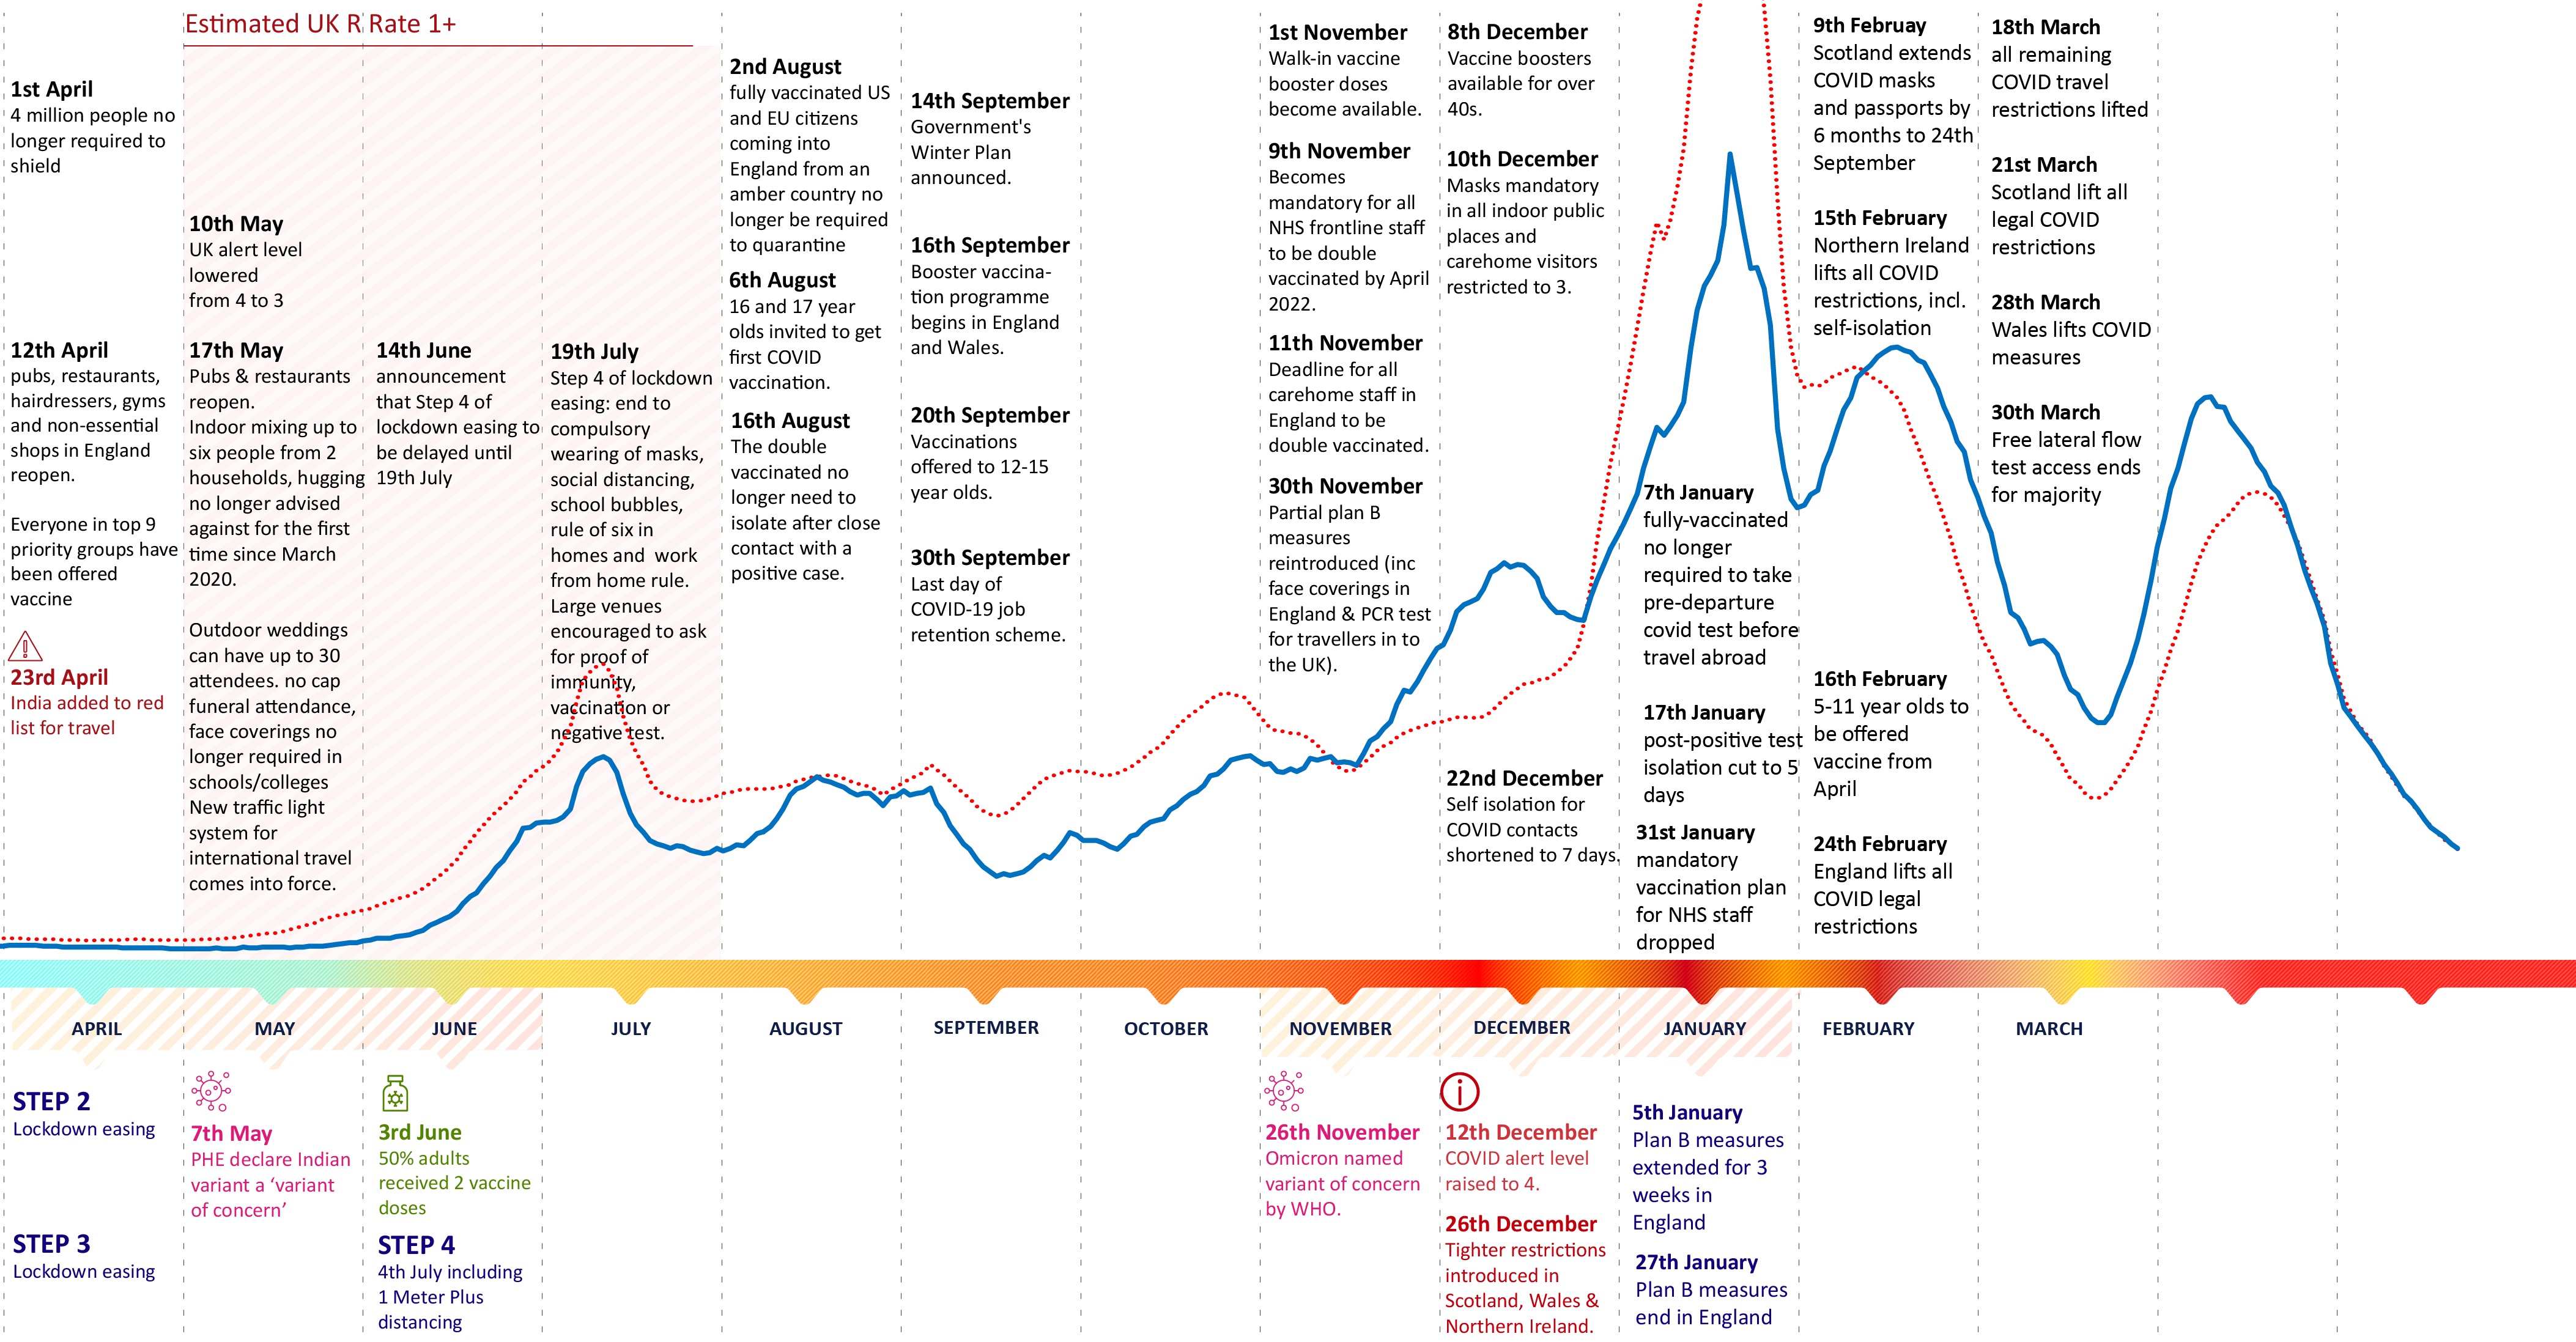 Estimated UK R Rate 1+
1st April
4 million people no
longer required to
shield
12th April
pubs, restaurants,
hairdressers, gyms
and non-essential
shops in England
reopen.
Everyone in top 9
priority groups have
been offered
vaccine
23rd April
India added to red
list for travel
10th May
UK alert level
lowered
from 4 to 3
17th May
Pubs & restaurants
reopen.
Indoor mixing up to
six people from 2
households, hugging
no longer advised
against for the first
time since March
2020.
Outdoor weddings
can have up to 30
attendees. no cap
funeral attendance,
face coverings no
longer required in
schools/colleges
New traffic light
system for
international travel
comes into force.
14th June
announcement
that Step 4 of
lockdown easing to
be delayed until
19th July
19th July
Step 4 of lockdown
easing: end to
compulsory
wearing of masks,
social distancing,
school bubbles,
rule of six in
homes and  work
from home rule.
Large venues
encouraged to ask
for proof of
immunity,
vaccination or
negative test.
2nd August
fully vaccinated US
and EU citizens
coming into
England from an
amber country no
longer be required
to quarantine
6th August
16 and 17 year
olds invited to get
first COVID
vaccination.
16th August
The double
vaccinated no
longer need to
isolate after close
contact with a
positive case.
14th September
Government's
Winter Plan
announced.
16th September
Booster vaccina-
tion programme
begins in England
and Wales.
20th September
Vaccinations
offered to 12-15
year olds.
30th September
Last day of
COVID-19 job
retention scheme.
1st November
Walk-in vaccine
booster doses
become available.
9th November
Becomes
mandatory for all
NHS frontline staff
to be double
vaccinated by April
2022.
11th November
Deadline for all
carehome staff in
England to be
double vaccinated.
30th November
Partial plan B
measures
reintroduced (inc
face coverings in
England & PCR test
for travellers in to
the UK).
8th December
Vaccine boosters
available for over
40s.
10th December
Masks mandatory
in all indoor public
places and
carehome visitors
restricted to 3.
22nd December
Self isolation for
COVID contacts
shortened to 7 days.
7th January
fully-vaccinated
no longer
required to take
pre-departure
covid test before
travel abroad
17th January
post-positive test
isolation cut to 5
days
31st January
mandatory
vaccination plan
for NHS staff
dropped
9th Februay
Scotland extends
COVID masks
and passports by
6 months to 24th
September
15th February
Northern Ireland
lifts all COVID
restrictions, incl.
self-isolation
16th February
5-11 year olds to
be offered
vaccine from
April
24th February
England lifts all
COVID legal
restrictions
18th March
all remaining
COVID travel
restrictions lifted
21st March
Scotland lift all
legal COVID
restrictions
28th March
Wales lifts COVID
measures
30th March
Free lateral flow
test access ends
for majority
APRIL
MAY
JUNE
JULY
AUGUST
SEPTEMBER
OCTOBER
NOVEMBER
DECEMBER
JANUARY
FEBRUARY
MARCH
STEP 2
Lockdown easing
STEP 3
Lockdown easing
7th May
PHE declare Indian
variant a ‘variant
of concern’
3rd June
50% adults
received 2 vaccine
doses
STEP 4
4th July including
1 Meter Plus
distancing
26th November
Omicron named
variant of concern
by WHO.
12th December
COVID alert level
raised to 4.
26th December
Tighter restrictions
introduced in
Scotland, Wales &
Northern Ireland.
5th January
Plan B measures
extended for 3
weeks in
England
27th January
Plan B measures
end in England